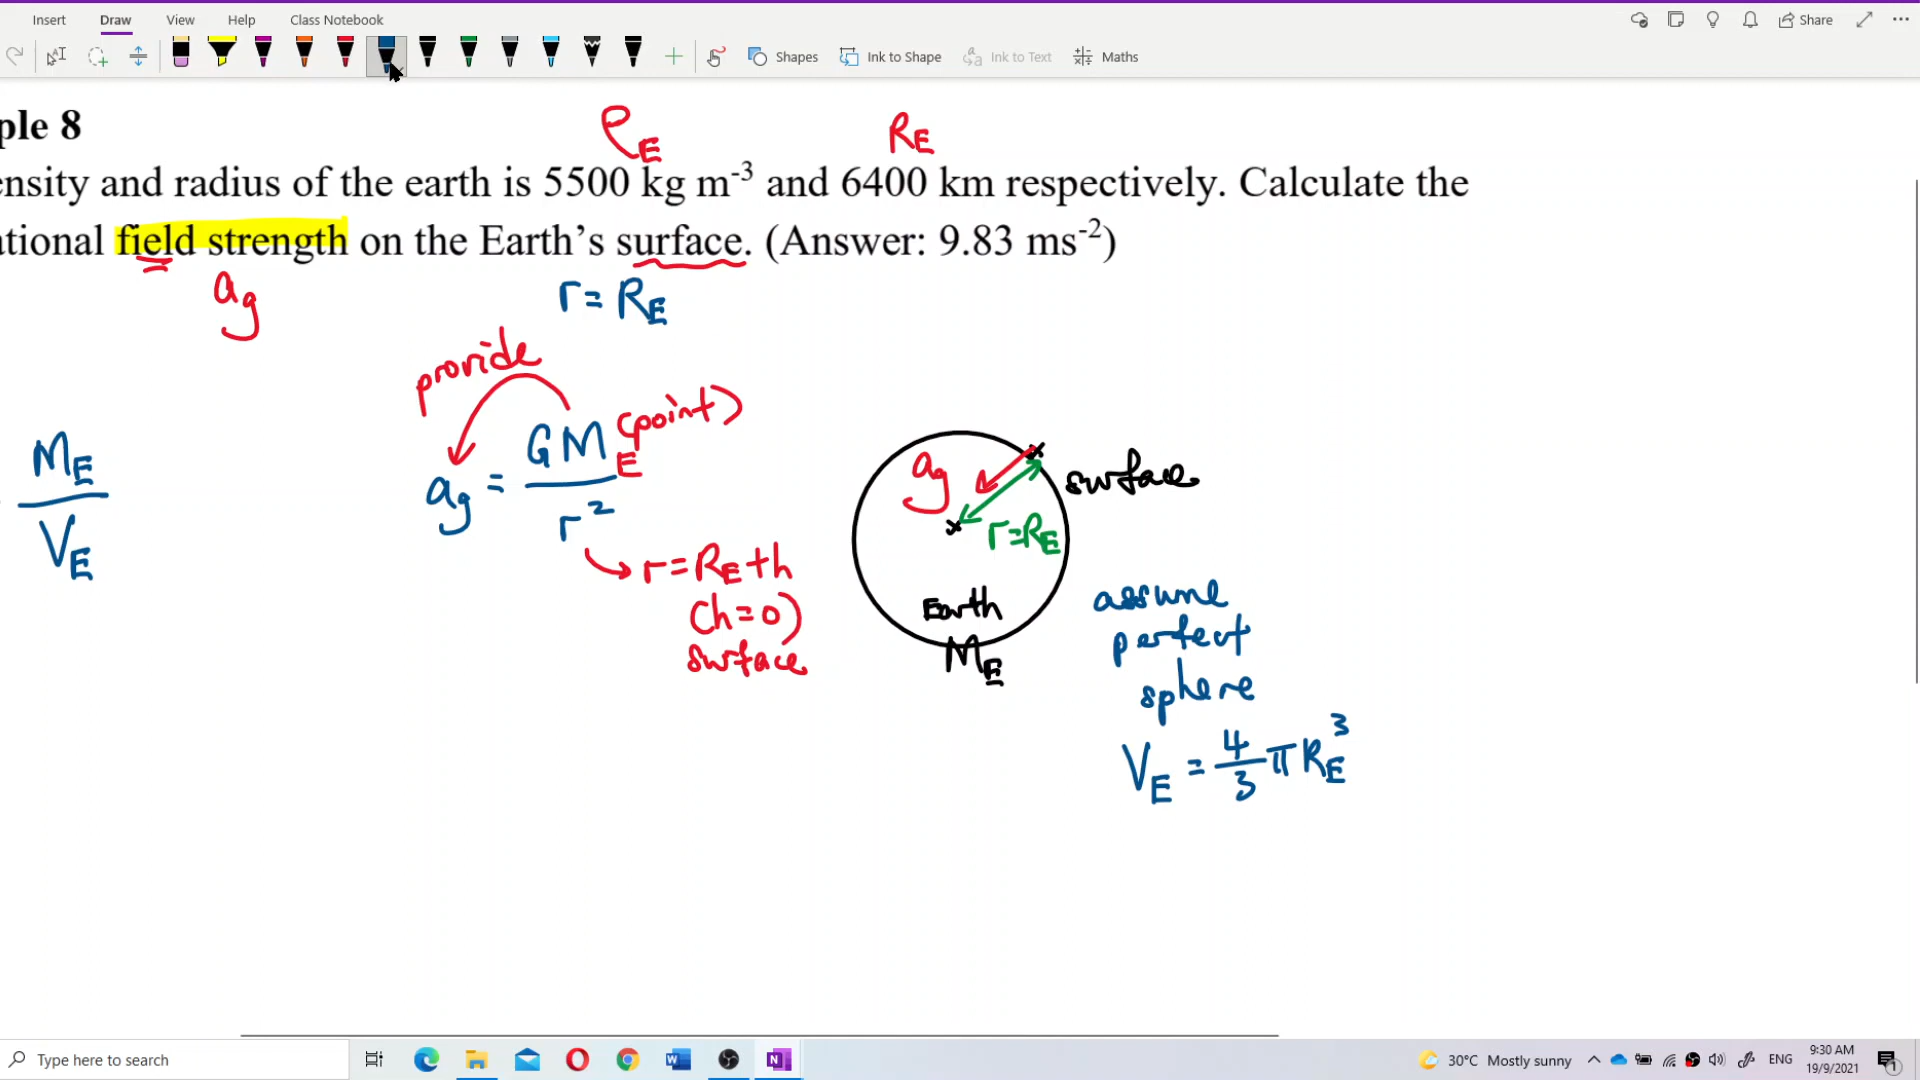 Insert Draw View Help Class Notebook Share
Shapes Ink to Shape Ink to Text Maths
ple 8
ρE RE
ensity and radius of the earth is 5500 kg m-3 and 6400 km respectively. Calculate the
ational field strength on the Earth's surface. (Answer: 9.83 ms-2)
ag
r = RE
provide
ME
VE
ag = GME (point)
r²
r = RE + h
(h = 0)
surface
ag
surface
r = RE
Earth
ME
assume
perfect
sphere
VE = 4/3 π RE³
Type here to search
30°C Mostly sunny
ENG
9:30 AM
19/9/2021
1